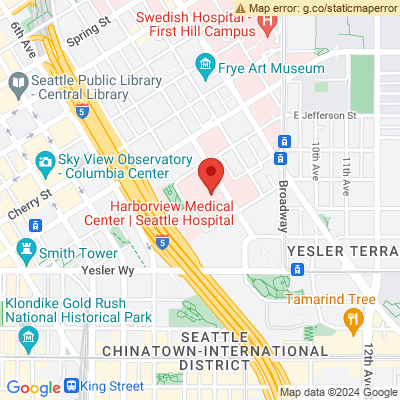 The map error: g.co/staticmaperror
Swedish Hospital -
First Hill Campus
6th Ave
Spring St
Frye Art Museum
Seattle Public Library -
Central Library
E Jefferson St
5
Sky View Observatory -
Columbia Center
10th Ave
11th Ave
Broadway
Cherry St
Harborview Medical
Center | Seattle Hospital
Smith Tower
5
YESLER TERRA
Yesler Wy
Klondike Gold Rush
National Historical Park
Tamarind Tree
SEATTLE
CHINATOWN-INTERNATIONAL
DISTRICT
12th Ave
Google
King Street
Map data ©2024 Google